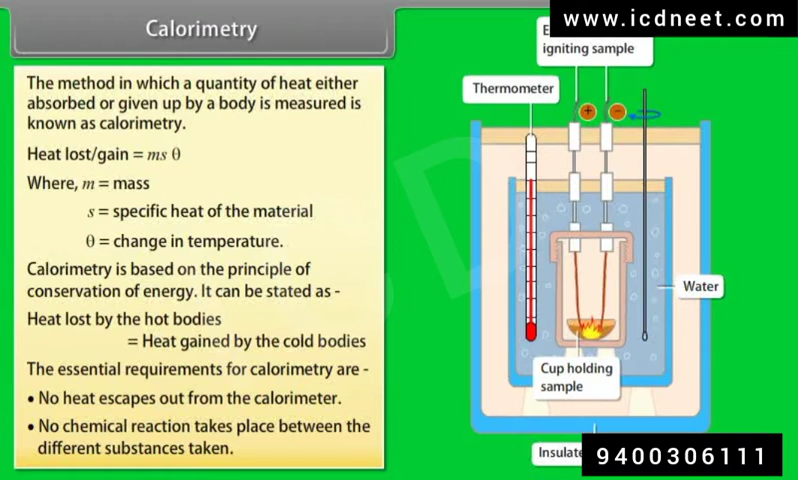 Calorimetry
www.icdneet.com
The method in which a quantity of heat either
absorbed or given up by a body is measured is
known as calorimetry.
Heat lost/gain = ms θ
Where, m = mass
s = specific heat of the material
θ = change in temperature.
Calorimetry is based on the principle of
conservation of energy. It can be stated as -
Heat lost by the hot bodies
= Heat gained by the cold bodies
The essential requirements for calorimetry are -
• No heat escapes out from the calorimeter.
• No chemical reaction takes place between the
different substances taken.
igniting sample
Thermometer
+
−
Water
Cup holding
sample
9400306111